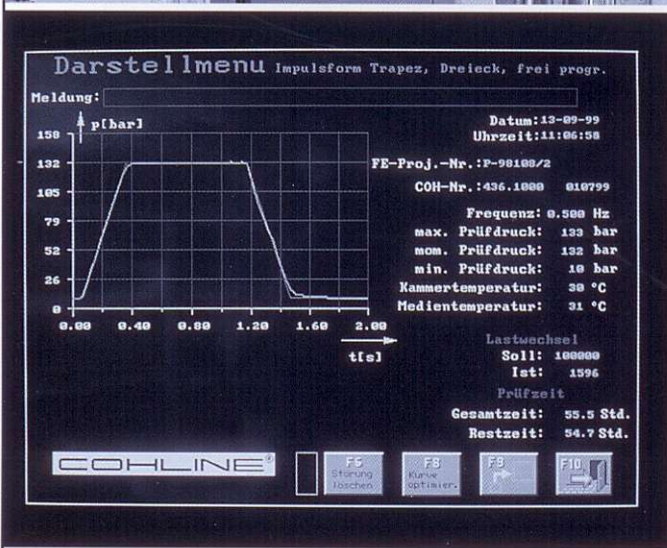 Darstellmenu Impulsform Trapez, Dreieck, frei progr.
Meldung:
p[bar]
158
132
105
79
52
26
0
0.00 0.40 0.80 1.20 1.60 2.00
t[s]
Datum:13-09-99
Uhrzeit:11:06:58
FE-Proj.-Nr.:P-98108/2
COH-Nr.:436.1000 010799
Frequenz: 0.500 Hz
max. Prüfdruck: 133 bar
mom. Prüfdruck: 132 bar
min. Prüfdruck: 10 bar
Kammertemperatur: 30 °C
Medientemperatur: 31 °C
Lastwechsel
Soll: 100000
Ist: 1596
Prüfzeit
Gesamtzeit: 55.5 Std.
Restzeit: 54.7 Std.
COHLINE®
F5
Störung
löschen
F8
Kurve
optimier.
F9
F10